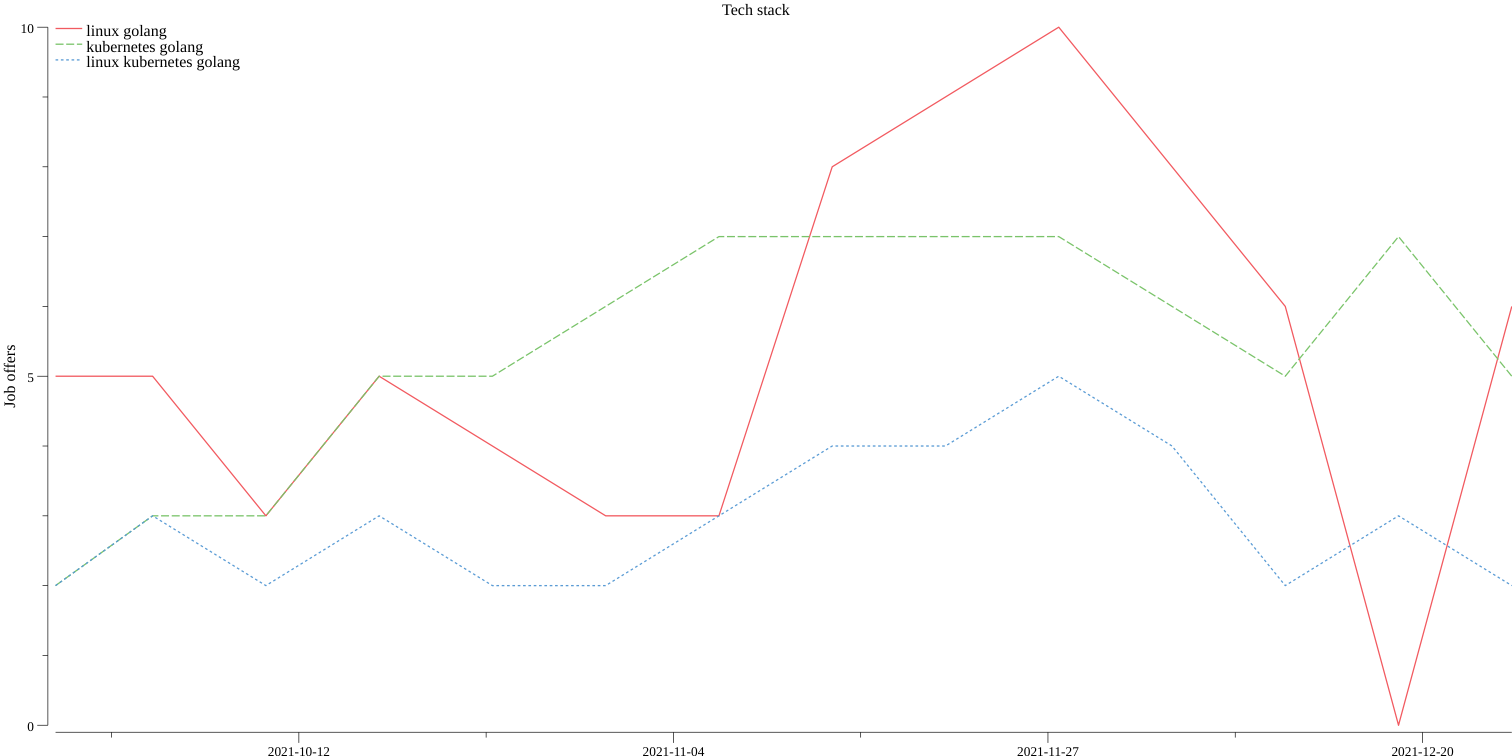 Tech stack
linux golang
kubernetes golang
linux kubernetes golang
10
5
0
Job offers
2021-10-12
2021-11-04
2021-11-27
2021-12-20